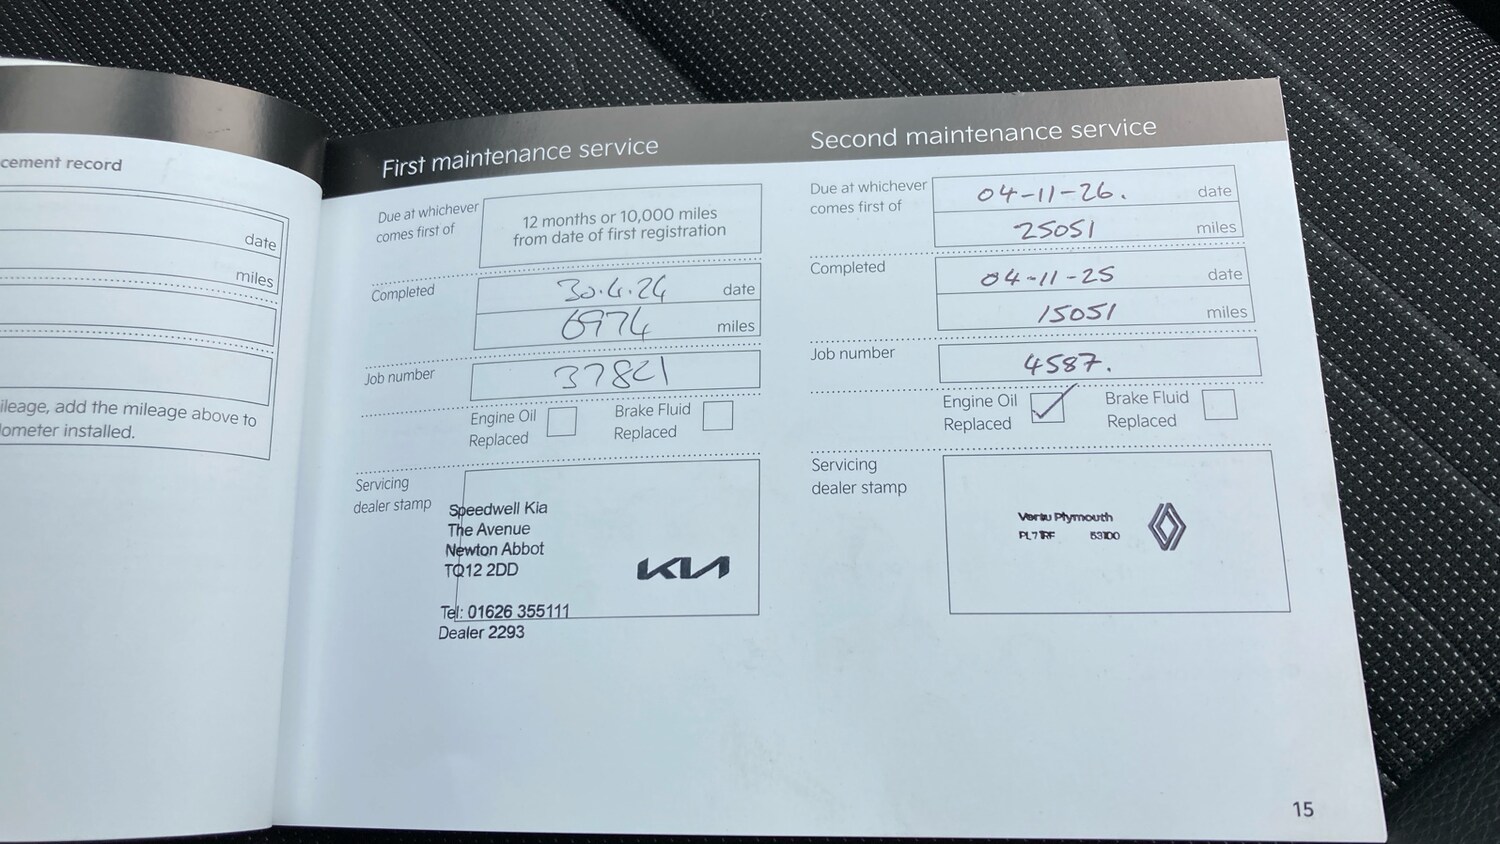 cement record
date
miles
ileage, add the mileage above to
lometer installed.
First maintenance service
Due at whichever
comes first of
12 months or 10,000 miles
from date of first registration
Completed
30.4.24 date
6974 miles
Job number
37821
Engine Oil
Replaced
Brake Fluid
Replaced
Servicing
dealer stamp
Speedwell Kia
The Avenue
Newton Abbot
TQ12 2DD
KIA
Tel: 01626 355111
Dealer 2293
Second maintenance service
Due at whichever
comes first of
04-11-26. date
25051 miles
Completed
04-11-25 date
15051 miles
Job number
4587.
Engine Oil
Replaced
Brake Fluid
Replaced
Servicing
dealer stamp
Vertu Plymouth
15